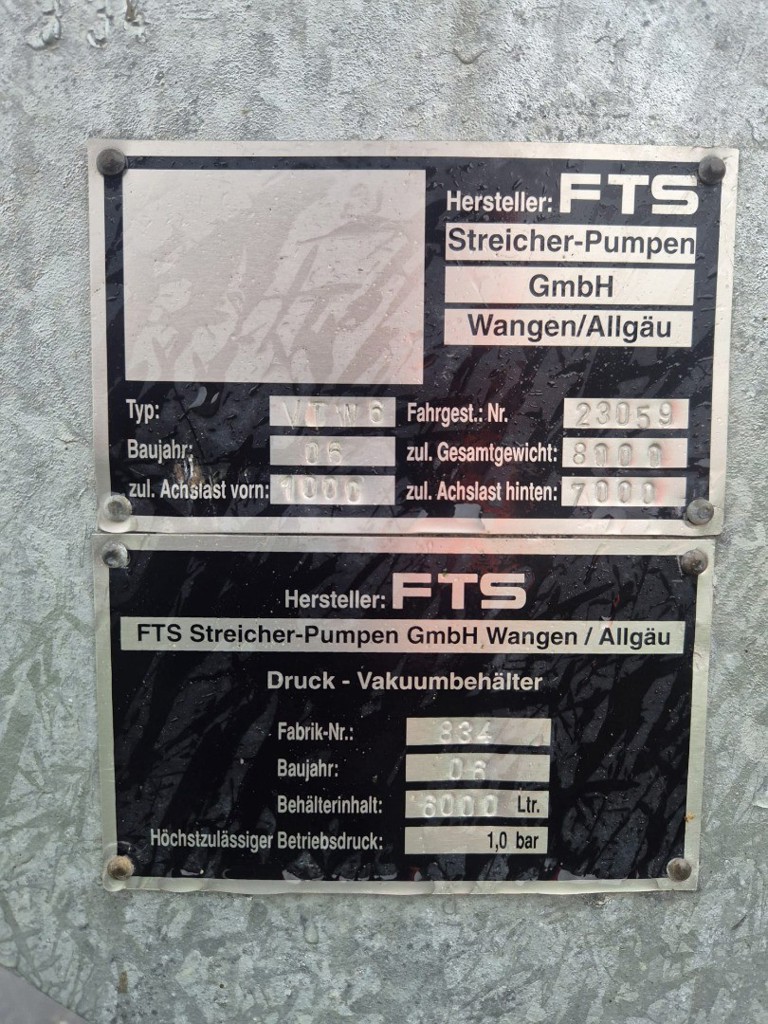 Hersteller: FTS
Streicher-Pumpen
GmbH
Wangen/Allgäu
Typ: VTW6 Fahrgest.: Nr. 23059
Baujahr: 06 zul. Gesamtgewicht: 8000
zul. Achslast vorn: 1000 zul. Achslast hinten: 7000
Hersteller: FTS
FTS Streicher-Pumpen GmbH Wangen / Allgäu
Druck - Vakuumbehälter
Fabrik-Nr.: 834
Baujahr: 06
Behälterinhalt: 6000 Ltr.
Höchstzulässiger Betriebsdruck: 1,0 bar